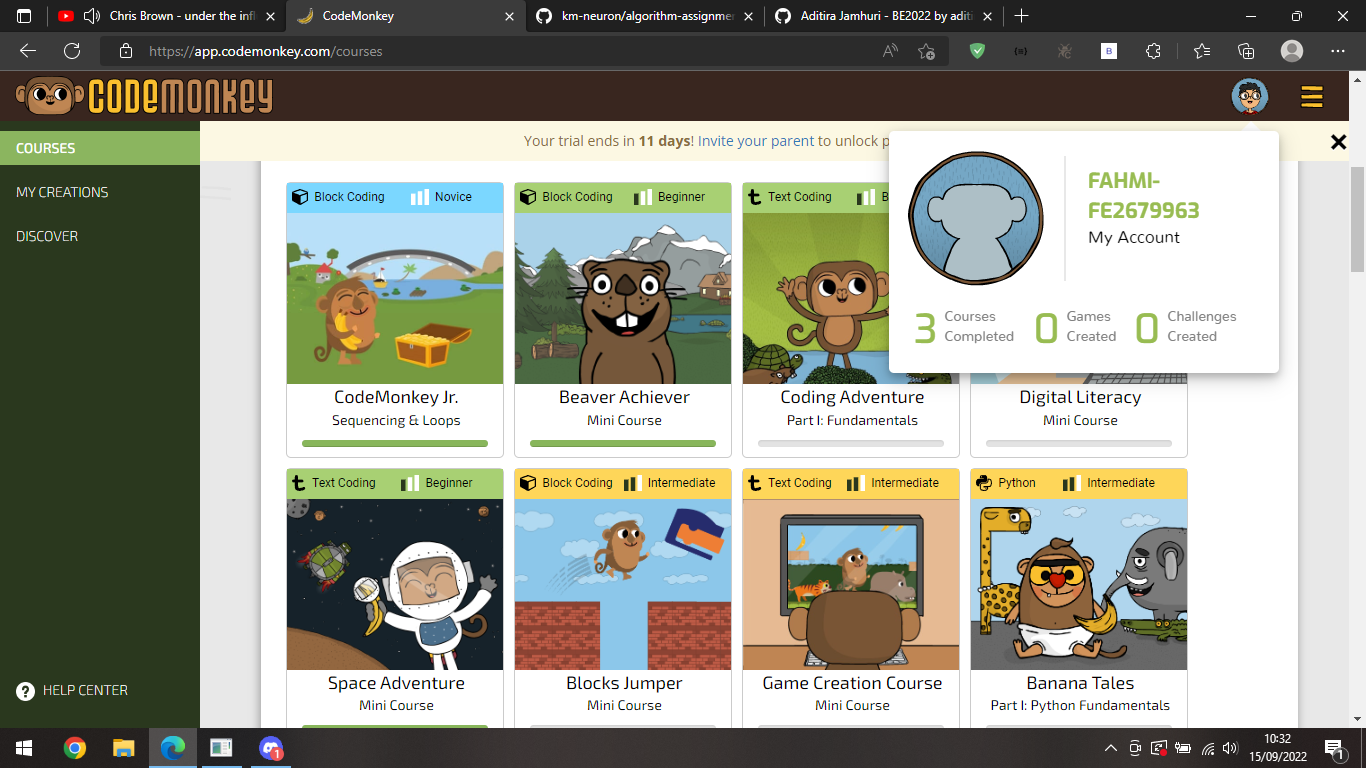 Chris Brown - under the inf
CodeMonkey
km-neuron/algorithm-assignme
Aditira Jamhuri - BE2022 by aditi
https://app.codemonkey.com/courses
CODEMONKEY
COURSES
MY CREATIONS
DISCOVER
HELP CENTER
Your trial ends in 11 days! Invite your parent to unlock p
FAHMI-
FE2679963
My Account
3 Courses Completed
0 Games Created
0 Challenges Created
Block Coding Novice
CodeMonkey Jr.
Sequencing & Loops
Block Coding Beginner
Beaver Achiever
Mini Course
Text Coding B
Coding Adventure
Part I: Fundamentals
Digital Literacy
Mini Course
Text Coding Beginner
Space Adventure
Mini Course
Block Coding Intermediate
Blocks Jumper
Mini Course
Text Coding Intermediate
Game Creation Course
Mini Course
Python Intermediate
Banana Tales
Part I: Python Fundamentals
10:32
15/09/2022